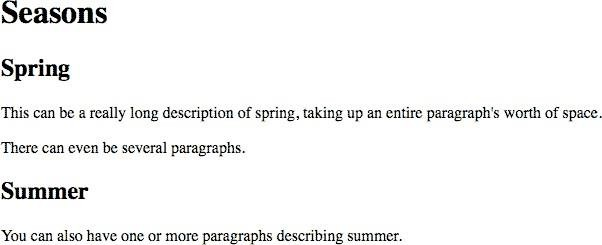 Seasons
Spring
This can be a really long description of spring, taking up an entire paragraph's worth of space.
There can even be several paragraphs.
Summer
You can also have one or more paragraphs describing summer.